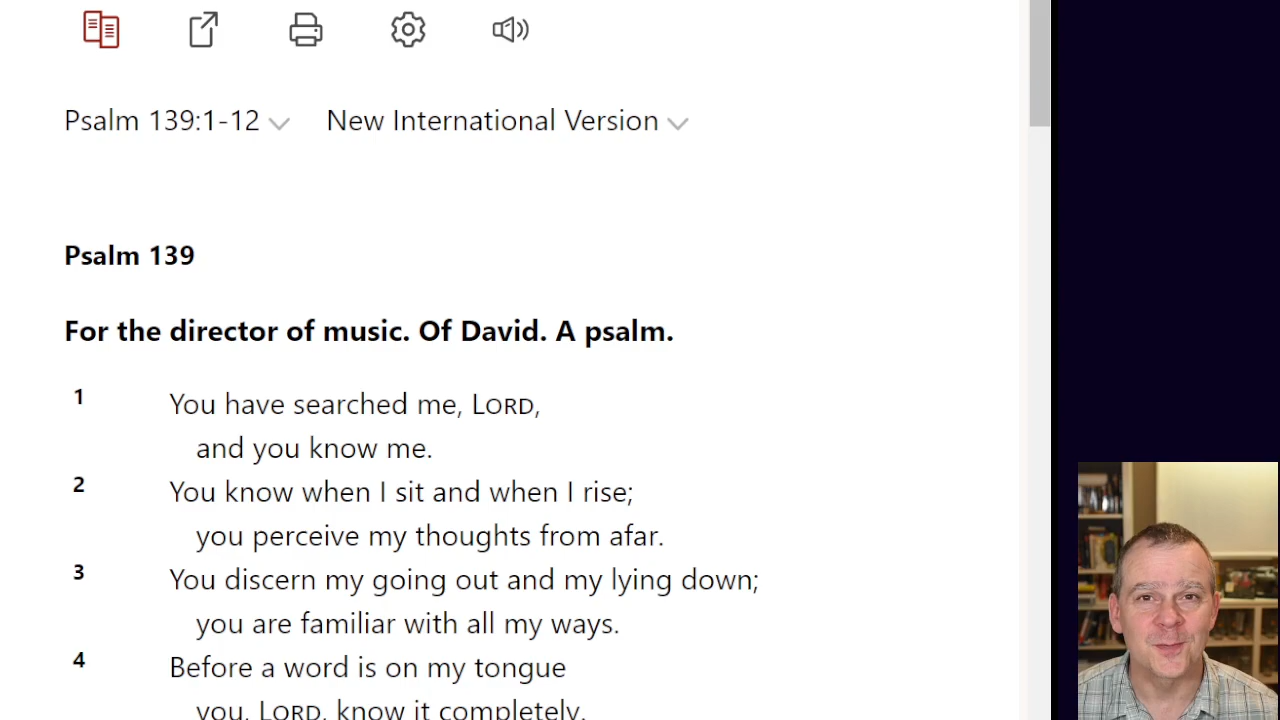 Psalm 139:1-12 New International Version
Psalm 139
For the director of music. Of David. A psalm.
1 You have searched me, LORD,
and you know me.
2 You know when I sit and when I rise;
you perceive my thoughts from afar.
3 You discern my going out and my lying down;
you are familiar with all my ways.
4 Before a word is on my tongue
you, LORD, know it completely.